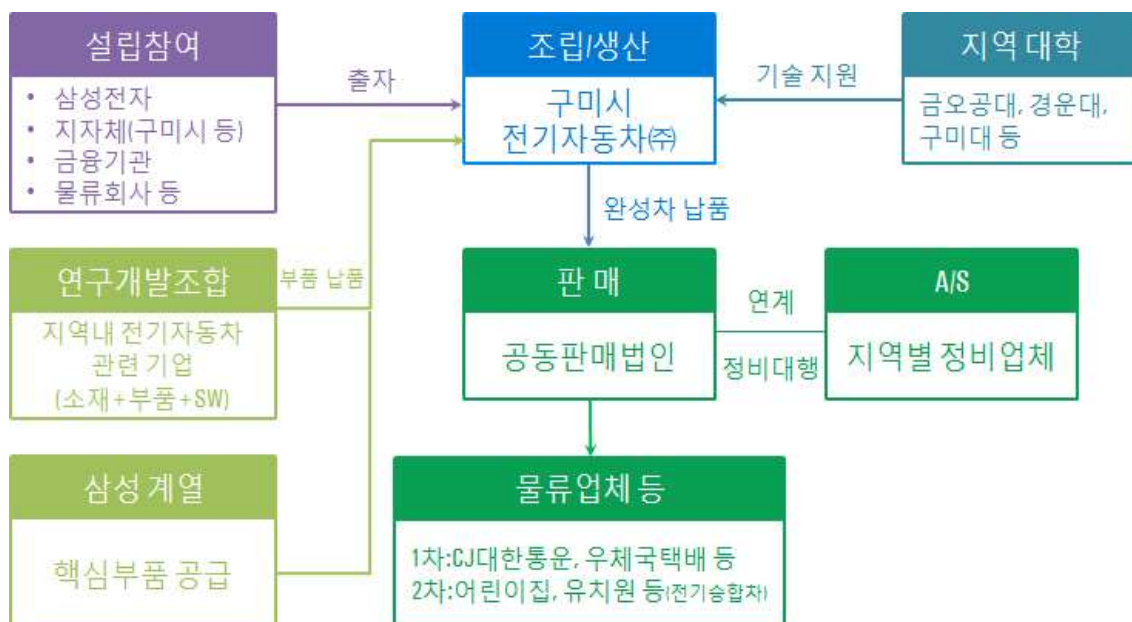 설립참여
• 삼성전자
• 지자체(구미시 등)
• 금융기관
• 물류회사 등
출자
조립/생산
구미시
전기자동차㈜
기술 지원
지역 대학
금오공대, 경운대,
구미대 등
완성차 납품
연구개발조합
지역내 전기자동차
관련 기업
(소재+부품+SW)
부품 납품
판 매
공동판매법인
연계
정비대행
A/S
지역별 정비업체
삼성 계열
핵심부품 공급
물류업체 등
1차:CJ대한통운, 우체국택배 등
2차:어린이집, 유치원 등(전기승합차)